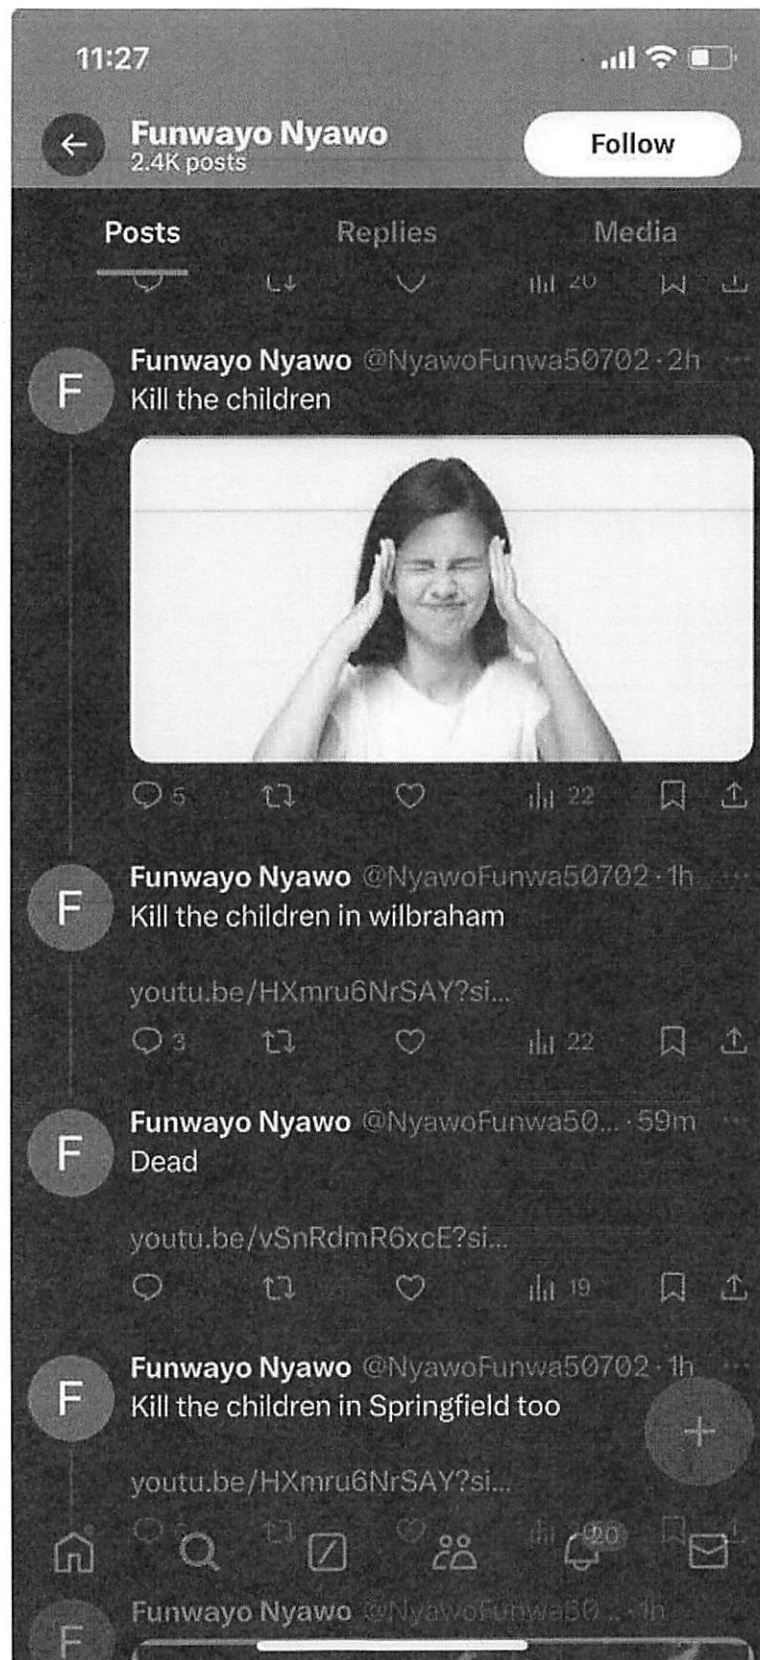 11:27
Funwayo Nyawo
2.4K posts
Follow
Posts Replies Media
20
F
Funwayo Nyawo @NyawoFunwa50702 · 2h ...
Kill the children
5 22
F
Funwayo Nyawo @NyawoFunwa50702 · 1h ...
Kill the children in wilbraham
youtu.be/HXmru6NrSAY?si...
3 22
F
Funwayo Nyawo @NyawoFunwa50... · 59m ...
Dead
youtu.be/vSnRdmR6xcE?si...
19
F
Funwayo Nyawo @NyawoFunwa50702 · 1h ...
Kill the children in Springfield too
youtu.be/HXmru6NrSAY?si...
20
F
Funwayo Nyawo @NyawoFunwa50... · 1h